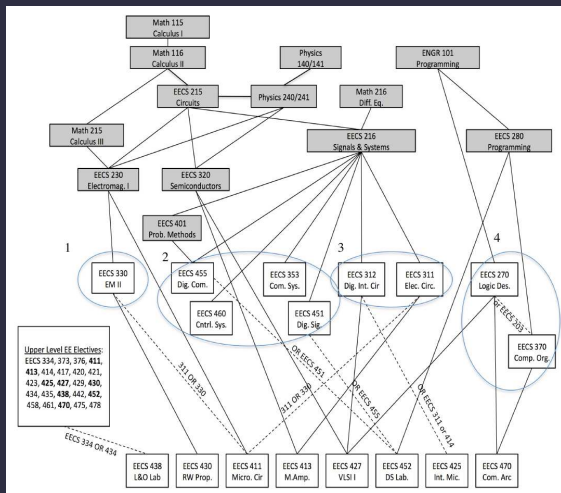 Math 115
Calculus I
Math 116
Calculus II
Physics
140/141
ENGR 101
Programming
EECS 215
Circuits
Physics 240/241
Math 216
Diff. Eq.
Math 215
Calculus III
EECS 216
Signals & Systems
EECS 280
Programming
EECS 230
Electromag. I
EECS 320
Semiconductors
EECS 401
Prob. Methods
1
2
3
4
EECS 330
EM II
EECS 455
Dig. Com.
EECS 353
Com. Sys.
EECS 312
Dig. Int. Cir
EECS 311
Elec. Circ.
EECS 270
Logic Des.
EECS 460
Cntrl. Sys.
EECS 451
Dig. Sig.
or EECS 203
EECS 370
Comp. Org.
Upper Level EE Electives:
EECS 334, 373, 376, 411,
413, 414, 417, 420, 421,
423, 425, 427, 429, 430,
434, 435, 438, 442, 452,
458, 461, 470, 475, 478
311 OR 330
OR EECS 451
311 OR 330
OR EECS 455
OR EECS 311 or 414
EECS 334 OR 434
EECS 438
L&O Lab
EECS 430
RW Prop.
EECS 411
Micro. Cir
EECS 413
M.Amp.
EECS 427
VLSI I
EECS 452
DS Lab.
EECS 425
Int. Mic.
EECS 470
Com. Arc